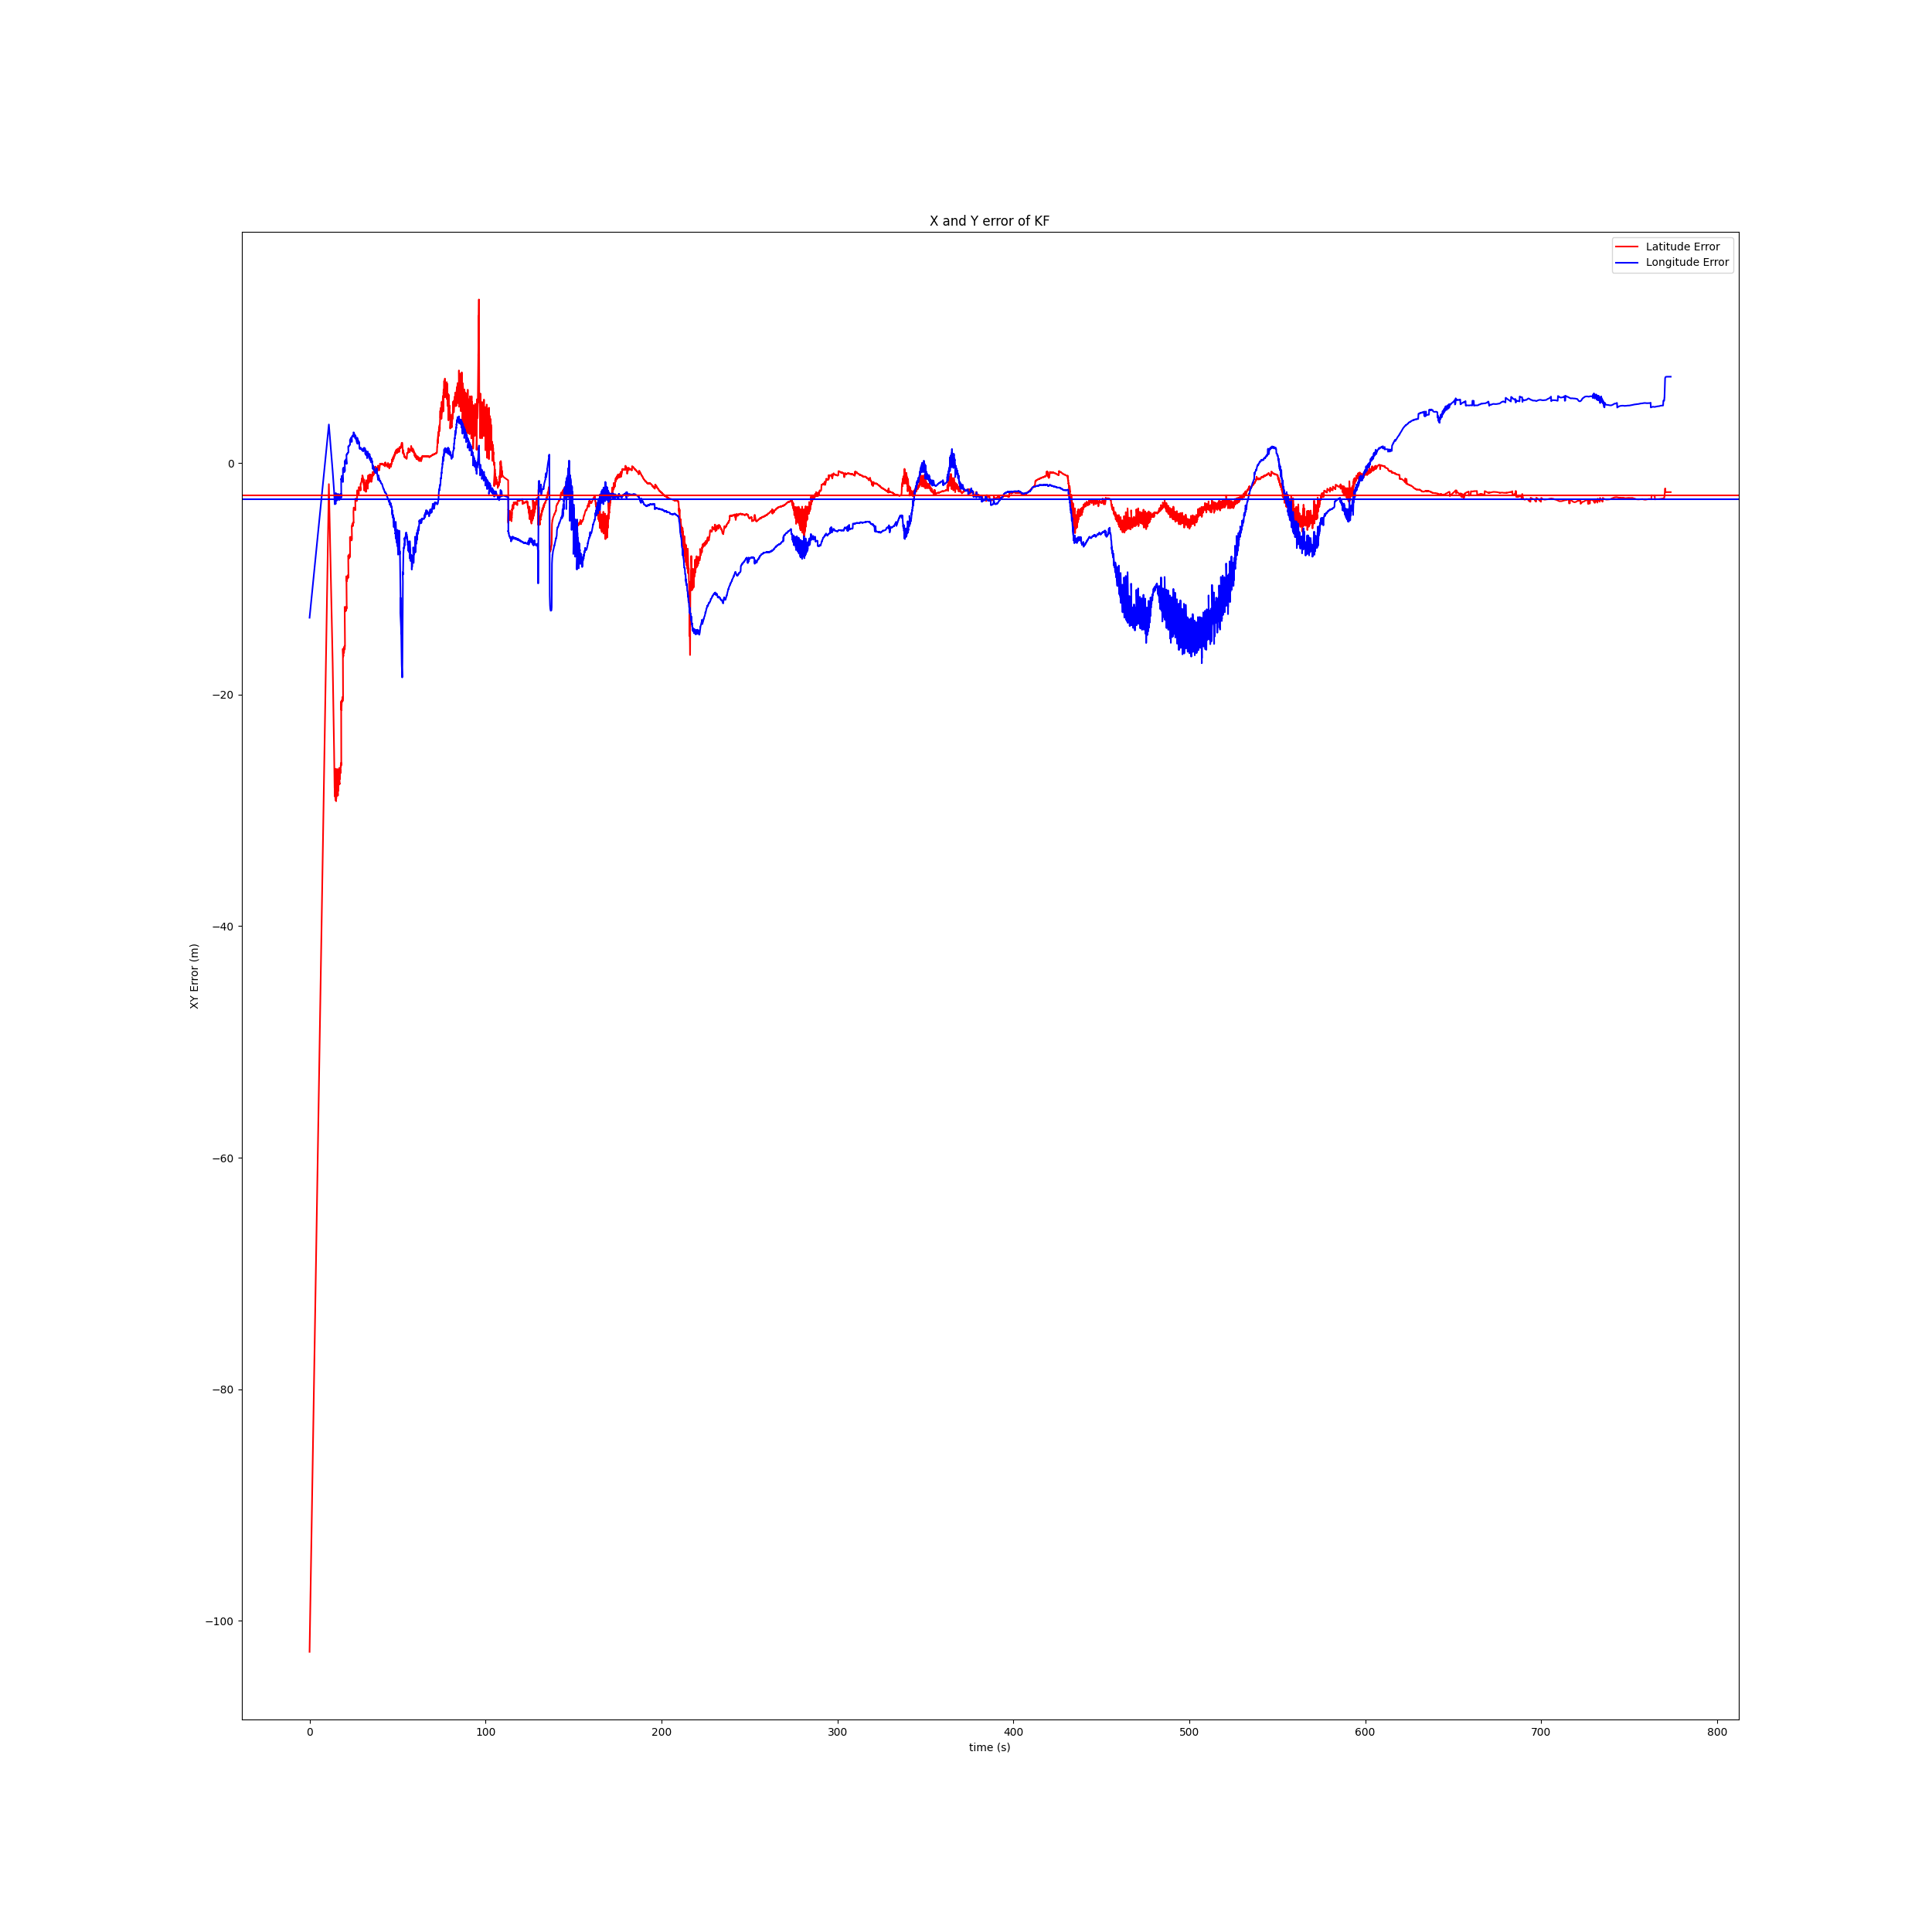 X and Y error of KF
Latitude Error
Longitude Error
0
−20
−40
−60
−80
−100
XY Error (m)
0 100 200 300 400 500 600 700 800
time (s)